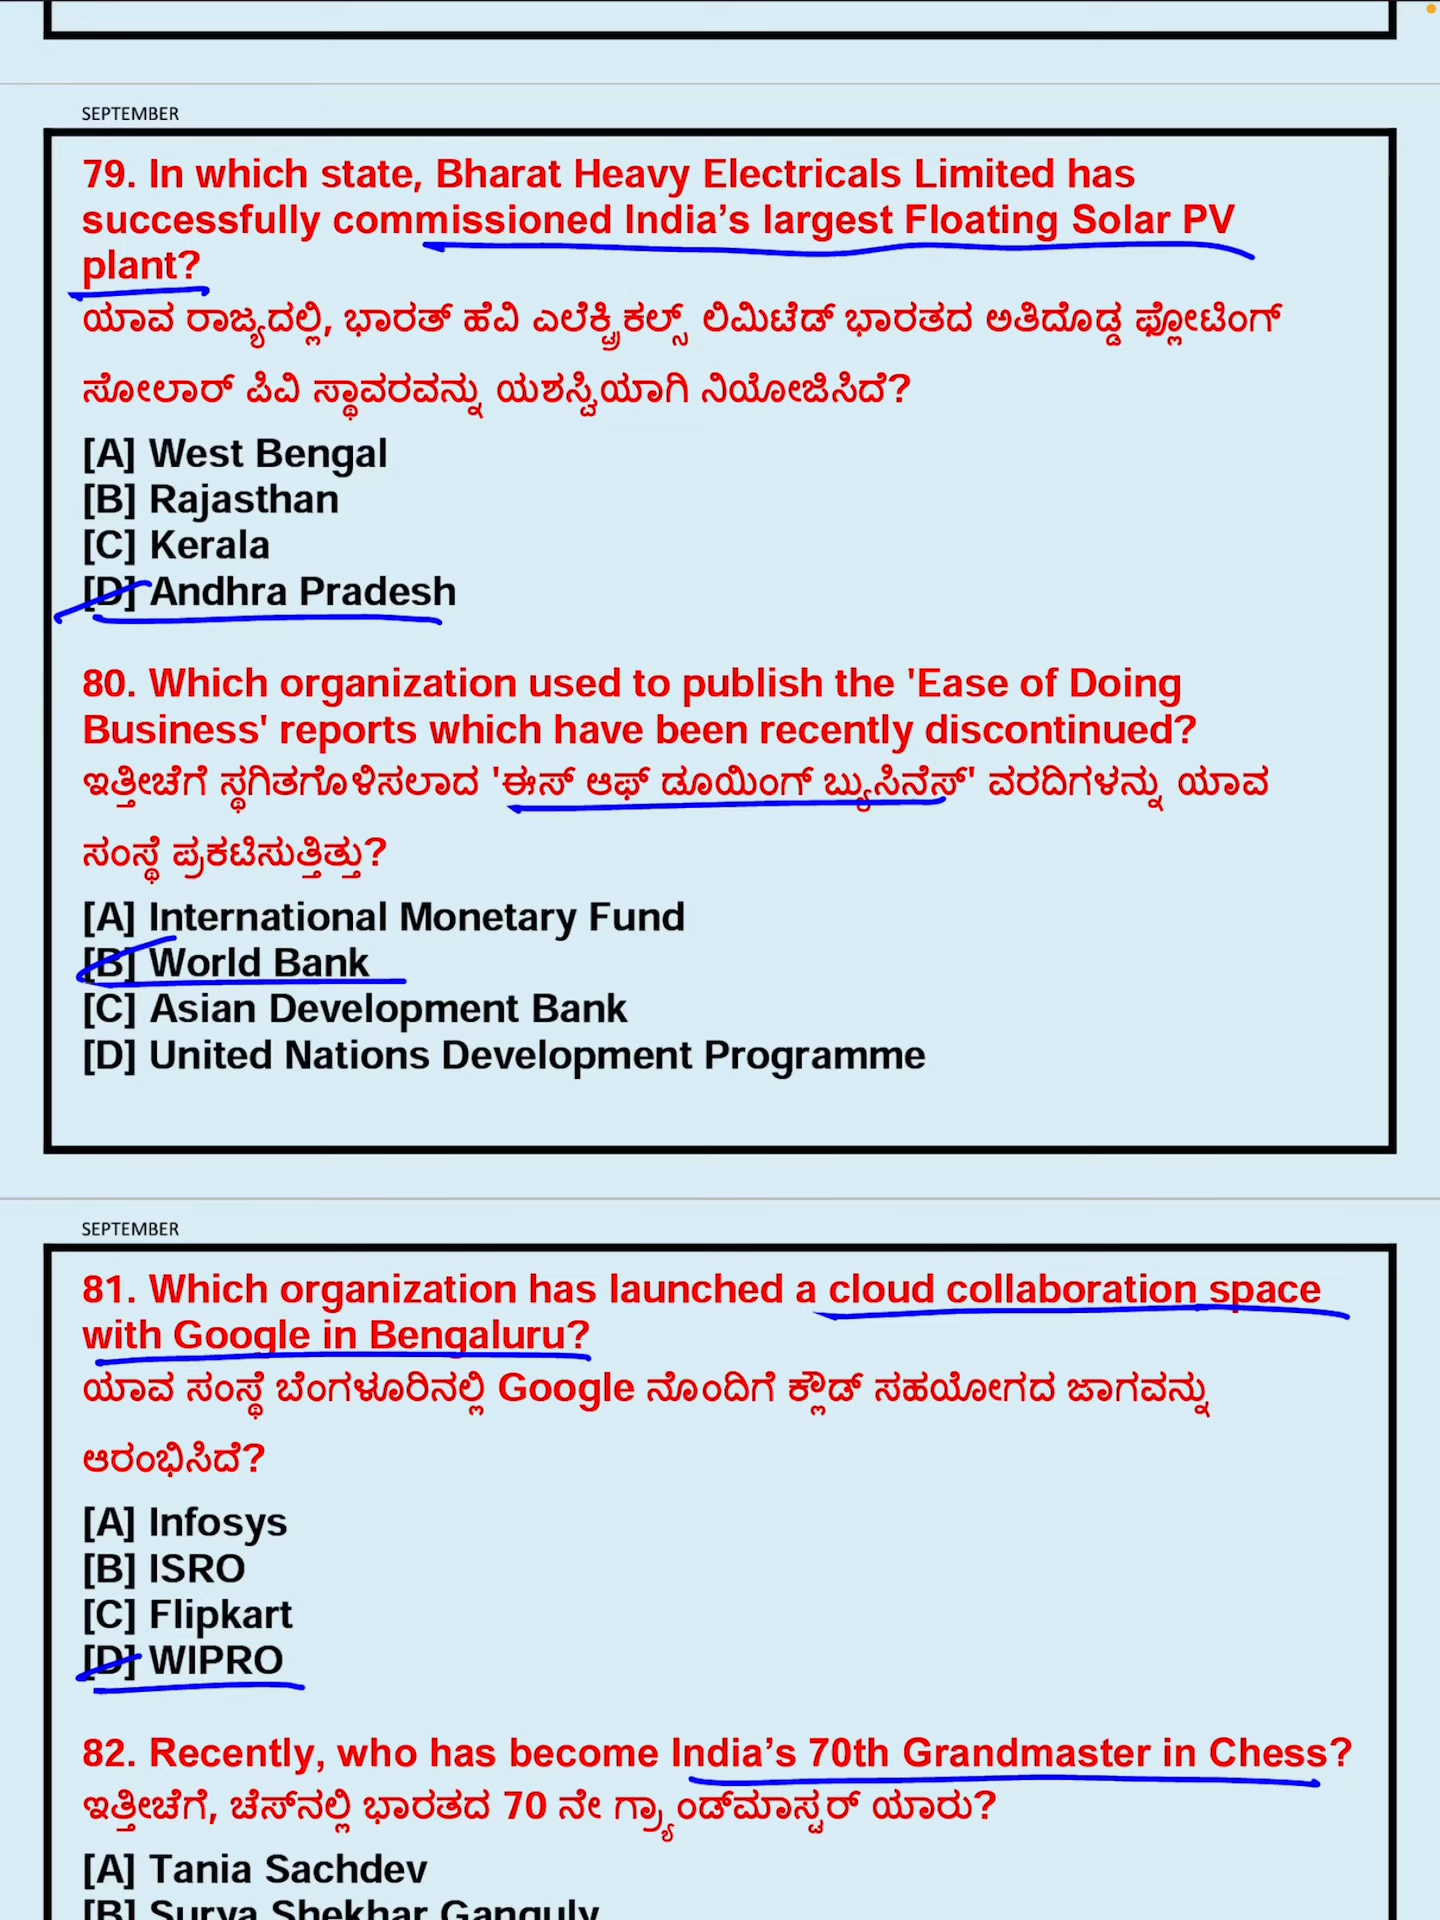 SEPTEMBER
79. In which state, Bharat Heavy Electricals Limited has
successfully commissioned India’s largest Floating Solar PV
plant?
ಯಾವ ರಾಜ್ಯದಲ್ಲಿ, ಭಾರತ್ ಹೆವಿ ಎಲೆಕ್ಟ್ರಿಕಲ್ಸ್ ಲಿಮಿಟೆಡ್ ಭಾರತದ ಅತಿದೊಡ್ಡ ಫ್ಲೋಟಿಂಗ್
ಸೋಲಾರ್ ಪಿವಿ ಸ್ಥಾವರವನ್ನು ಯಶಸ್ವಿಯಾಗಿ ನಿಯೋಜಿಸಿದೆ?
[A] West Bengal
[B] Rajasthan
[C] Kerala
[D] Andhra Pradesh
80. Which organization used to publish the 'Ease of Doing
Business' reports which have been recently discontinued?
ಇತ್ತೀಚೆಗೆ ಸ್ಥಗಿತಗೊಳಿಸಲಾದ 'ಈಸ್ ಆಫ್ ಡೂಯಿಂಗ್ ಬ್ಯುಸಿನೆಸ್' ವರದಿಗಳನ್ನು ಯಾವ
ಸಂಸ್ಥೆ ಪ್ರಕಟಿಸುತ್ತಿತ್ತು?
[A] International Monetary Fund
[B] World Bank
[C] Asian Development Bank
[D] United Nations Development Programme
SEPTEMBER
81. Which organization has launched a cloud collaboration space
with Google in Bengaluru?
ಯಾವ ಸಂಸ್ಥೆ ಬೆಂಗಳೂರಿನಲ್ಲಿ Google ನೊಂದಿಗೆ ಕ್ಲೌಡ್ ಸಹಯೋಗದ ಜಾಗವನ್ನು
ಆರಂಭಿಸಿದೆ?
[A] Infosys
[B] ISRO
[C] Flipkart
[D] WIPRO
82. Recently, who has become India’s 70th Grandmaster in Chess?
ಇತ್ತೀಚೆಗೆ, ಚೆಸ್‌ನಲ್ಲಿ ಭಾರತದ 70 ನೇ ಗ್ರ್ಯಾಂಡ್‌ಮಾಸ್ಟರ್ ಯಾರು?
[A] Tania Sachdev
[B] Surya Shekhar Ganguly